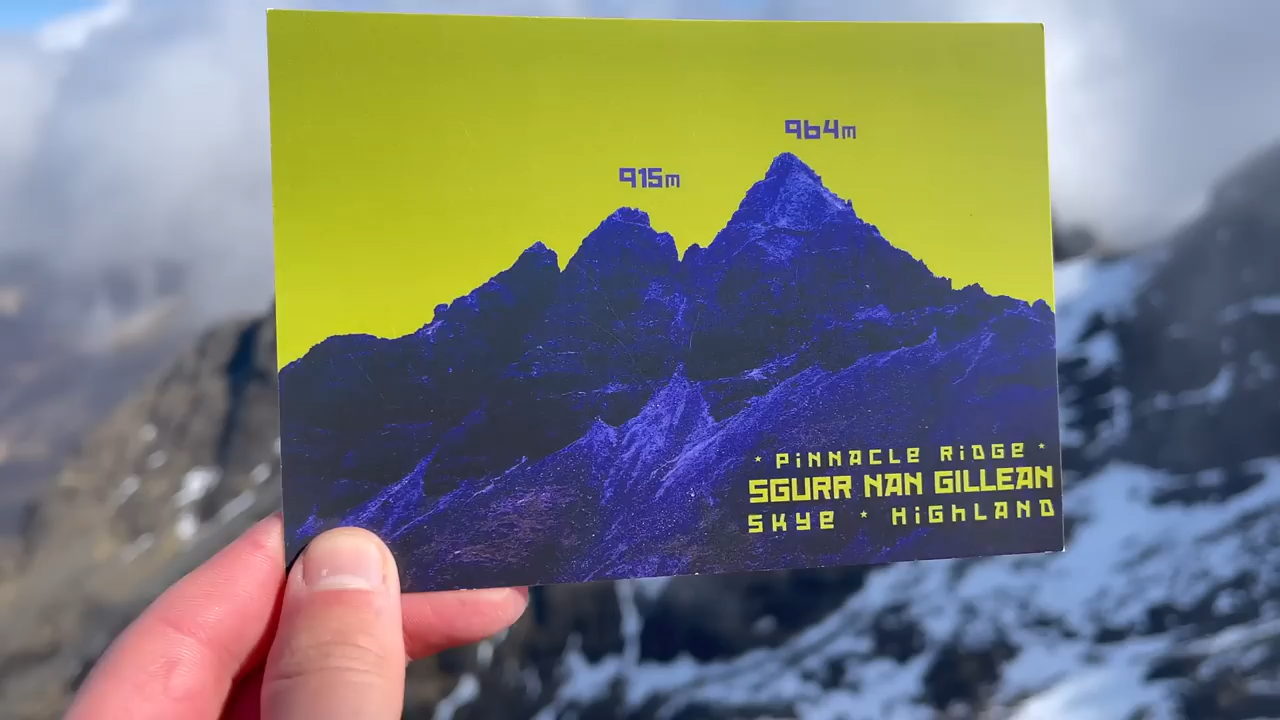 964m
915m
* PiNNACLE RiDGE *
SGURR NAN GILLEAN
SKYE * HiGhLAND